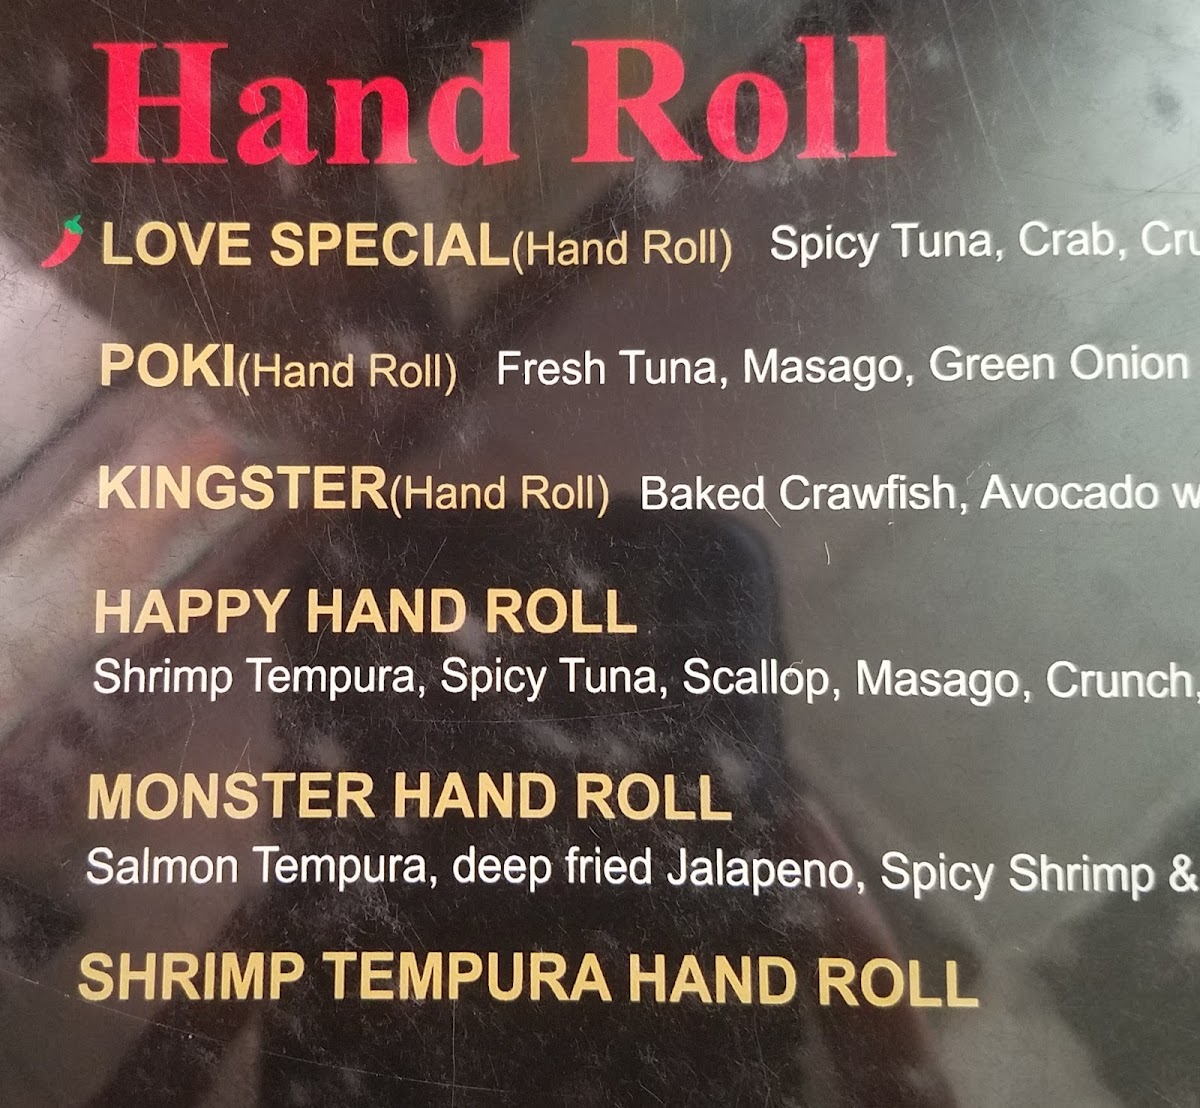 Hand Roll
LOVE SPECIAL(Hand Roll) Spicy Tuna, Crab,
POKI(Hand Roll) Fresh Tuna, Masago, Green Onion
KINGSTER(Hand Roll) Baked Crawfish, Avocado
HAPPY HAND ROLL
Shrimp Tempura, Spicy Tuna, Scallop, Masago, Crunch,
MONSTER HAND ROLL
Salmon Tempura, deep fried Jalapeno, Spicy Shrimp &
SHRIMP TEMPURA HAND ROLL